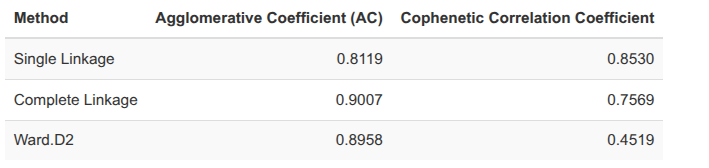 Method Agglomerative Coefficient (AC) Cophenetic Correlation Coefficient
Single Linkage 0.8119 0.8530
Complete Linkage 0.9007 0.7569
Ward.D2 0.8958 0.4519